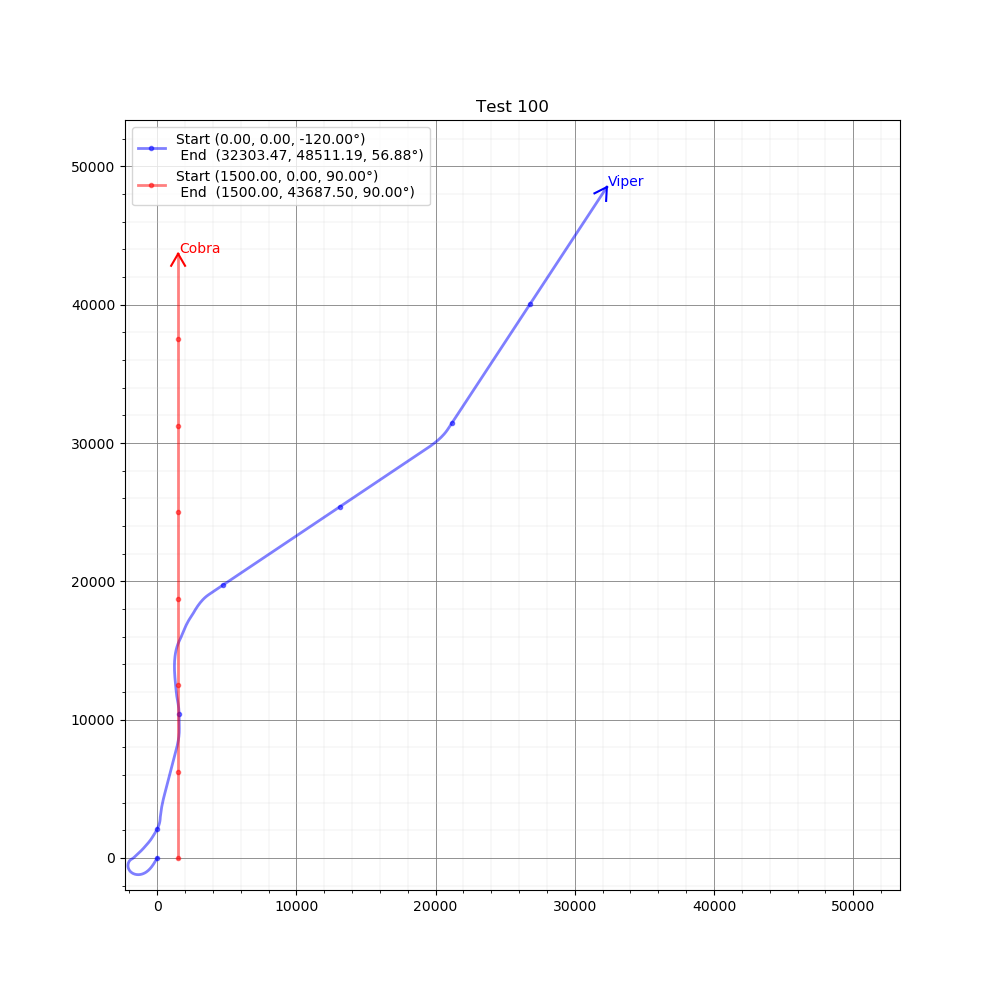 Test 100
Start (0.00, 0.00, -120.00°)
End (32303.47, 48511.19, 56.88°)
Start (1500.00, 0.00, 90.00°)
End (1500.00, 43687.50, 90.00°)
Viper
Cobra
50000
40000
30000
20000
10000
0
0 10000 20000 30000 40000 50000